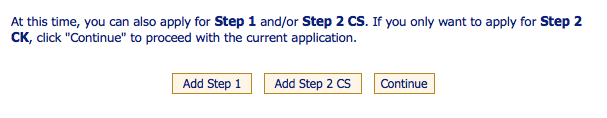 At this time, you can also apply for Step 1 and/or Step 2 CS. If you only want to apply for Step 2
CK, click "Continue" to proceed with the current application.
Add Step 1 Add Step 2 CS Continue